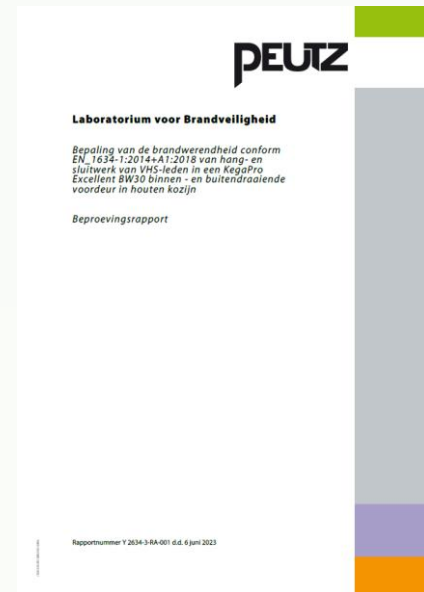 PEUTZ
Laboratorium voor Brandveiligheid
Bepaling van de brandwerendheid conform
EN_1634-1:2014+A1:2018 van hang- en
sluitwerk van VHS-leden in een KegaPro
Excellent BW30 binnen - en buitendraaiende
voordeur in houten kozijn
Beproevingsrapport
Rapportnummer Y 2634-3-RA-001 d.d. 6 juni 2023